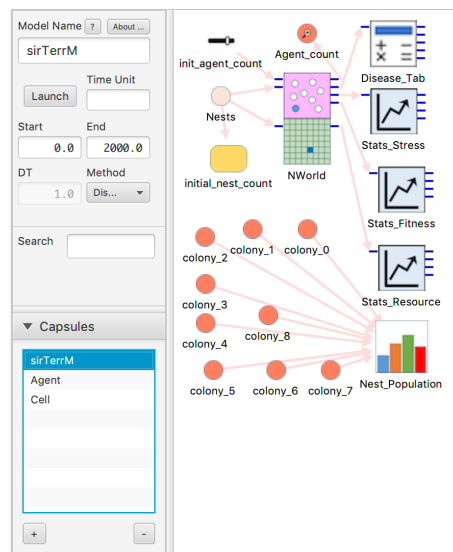 Model Name ? About ...
sirTerrM
Time Unit
Launch
Start End
0.0 2000.0
DT Method
1.0 Dis...
Search
Capsules
sirTerrM
Agent
Cell
+ -
init_agent_count
Agent_count
Disease_Tab
Nests
Stats_Stress
initial_nest_count
NWorld
Stats_Fitness
colony_2
colony_1
colony_0
Stats_Resource
colony_3
colony_4
colony_8
colony_5
colony_6
colony_7
Nest_Population